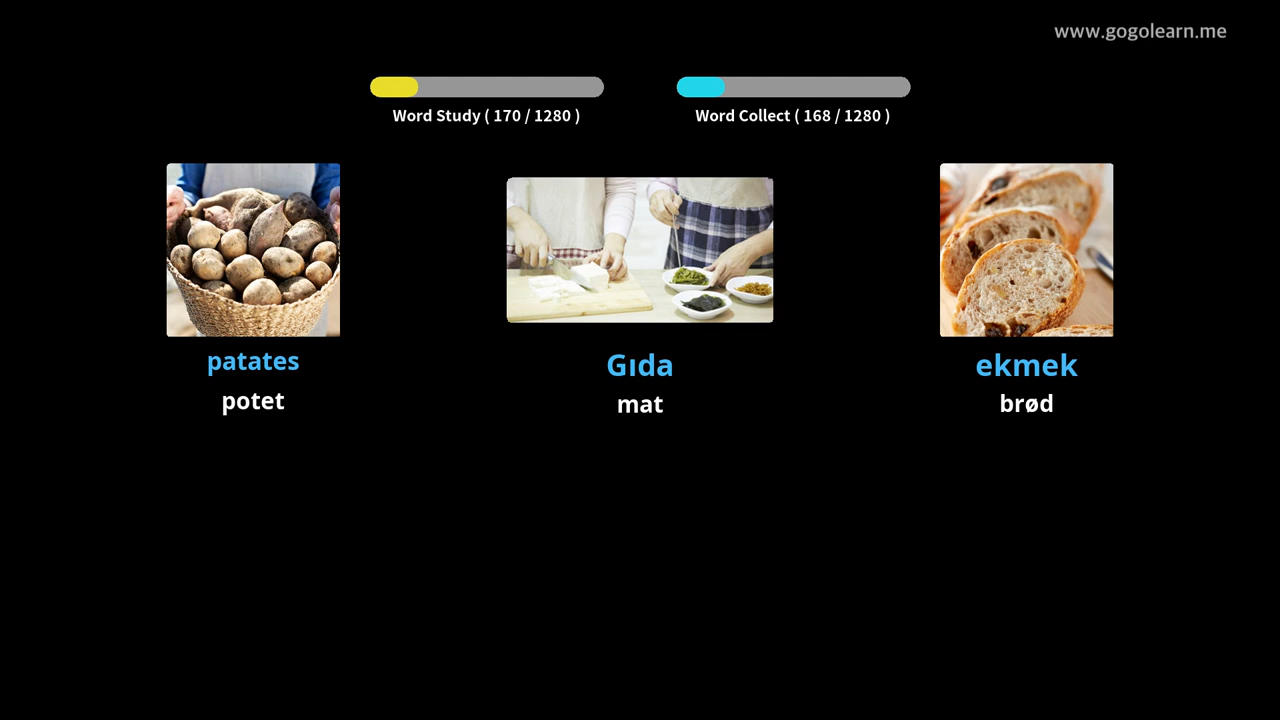 www.gogolearn.me
Word Study ( 170 / 1280 )
Word Collect ( 168 / 1280 )
patates
potet
Gıda
mat
ekmek
brød